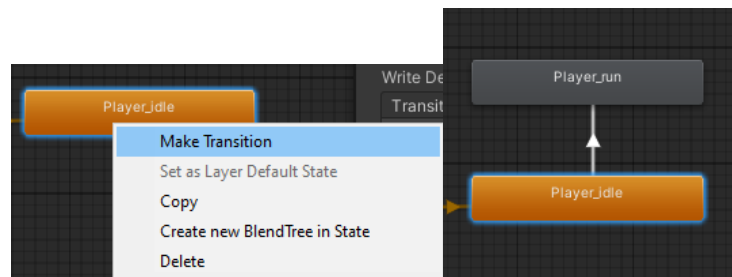 Write De
Transit
Player_idle
Make Transition
Set as Layer Default State
Copy
Create new BlendTree in State
Delete
Player_run
Player_idle